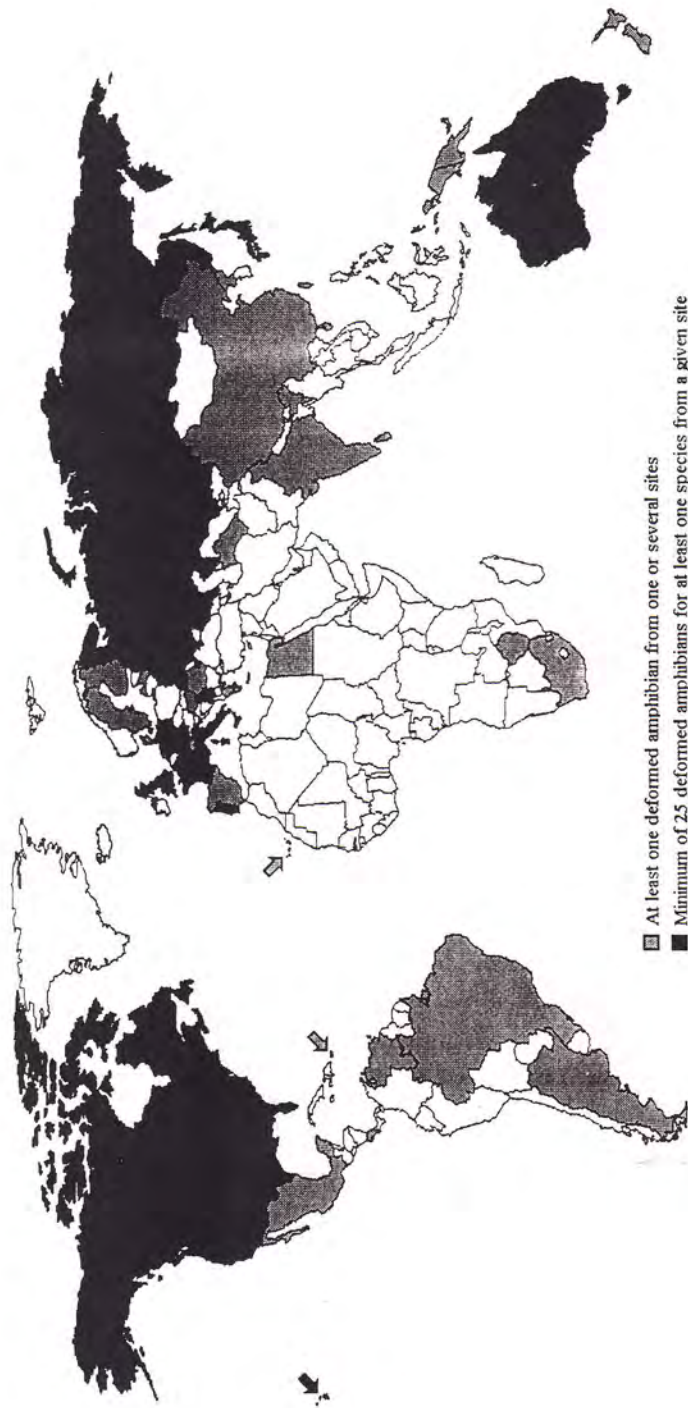 At least one deformed amphibian from one or several sites
Minimum of 25 deformed amphibians for at least one species from a given site